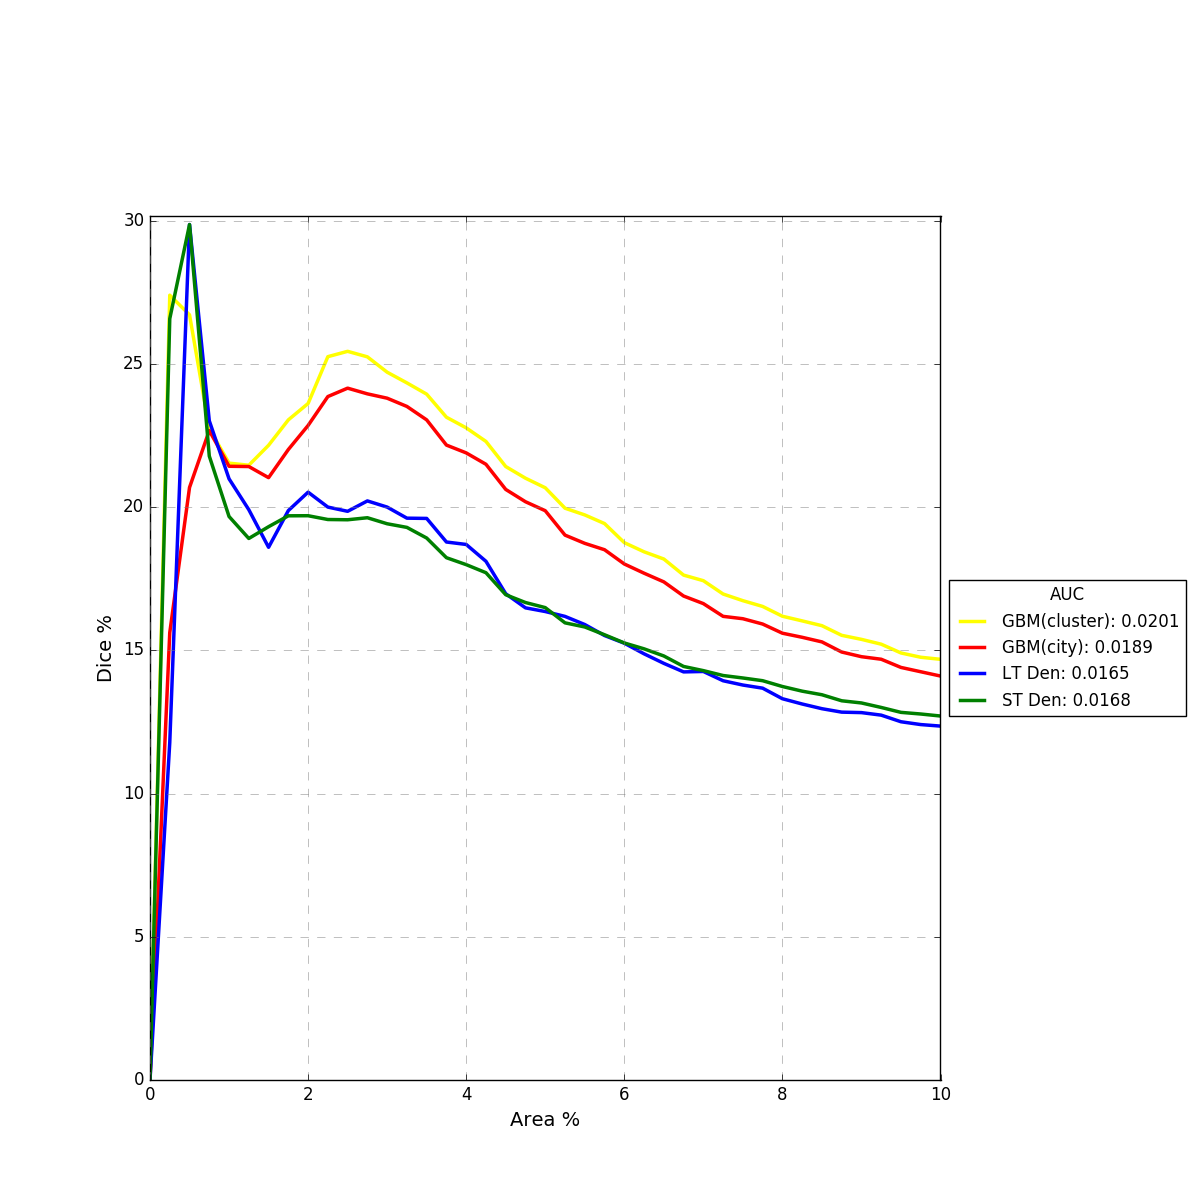 30
25
20
15
10
5
0
Dice %
0 2 4 6 8 10
Area %
AUC
GBM(cluster): 0.0201
GBM(city): 0.0189
LT Den: 0.0165
ST Den: 0.0168